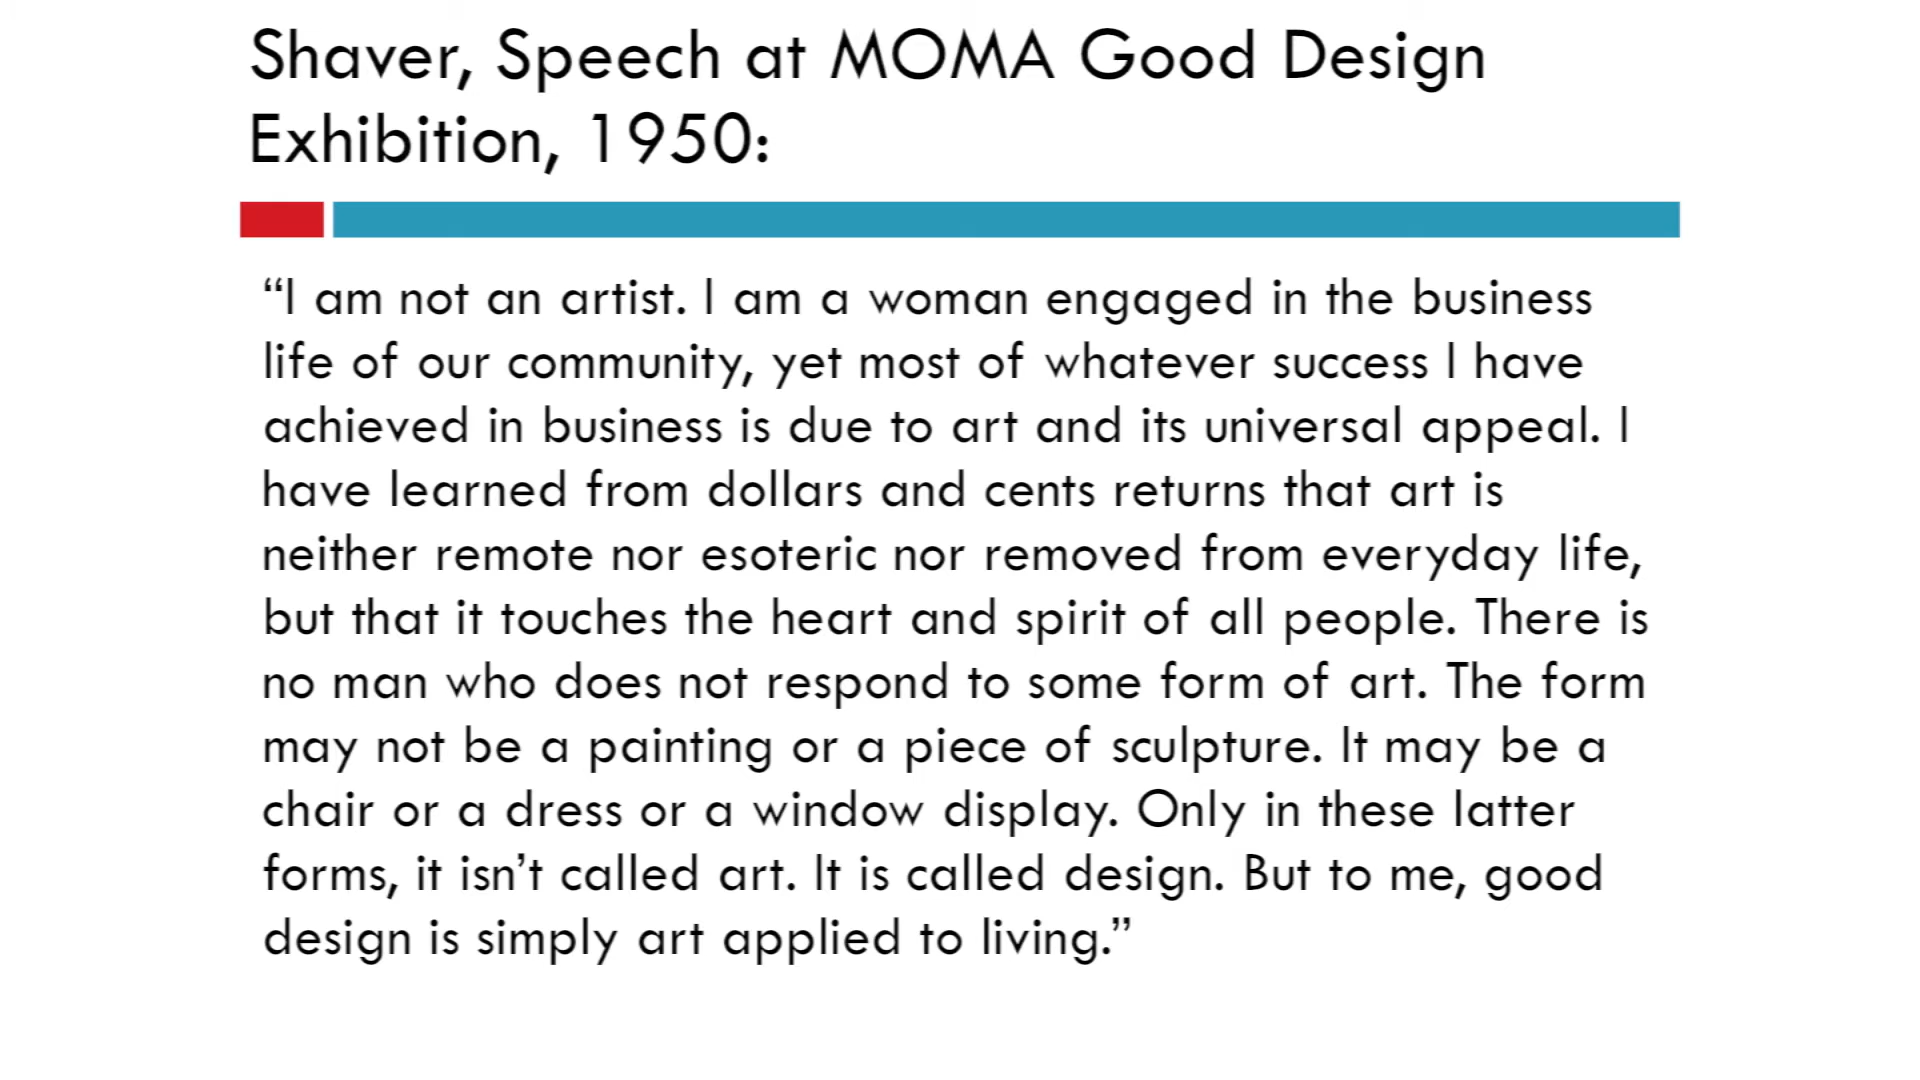 Shaver, Speech at MOMA Good Design
Exhibition, 1950:
“I am not an artist. I am a woman engaged in the business
life of our community, yet most of whatever success I have
achieved in business is due to art and its universal appeal. I
have learned from dollars and cents returns that art is
neither remote nor esoteric nor removed from everyday life,
but that it touches the heart and spirit of all people. There is
no man who does not respond to some form of art. The form
may not be a painting or a piece of sculpture. It may be a
chair or a dress or a window display. Only in these latter
forms, it isn’t called art. It is called design. But to me, good
design is simply art applied to living.”